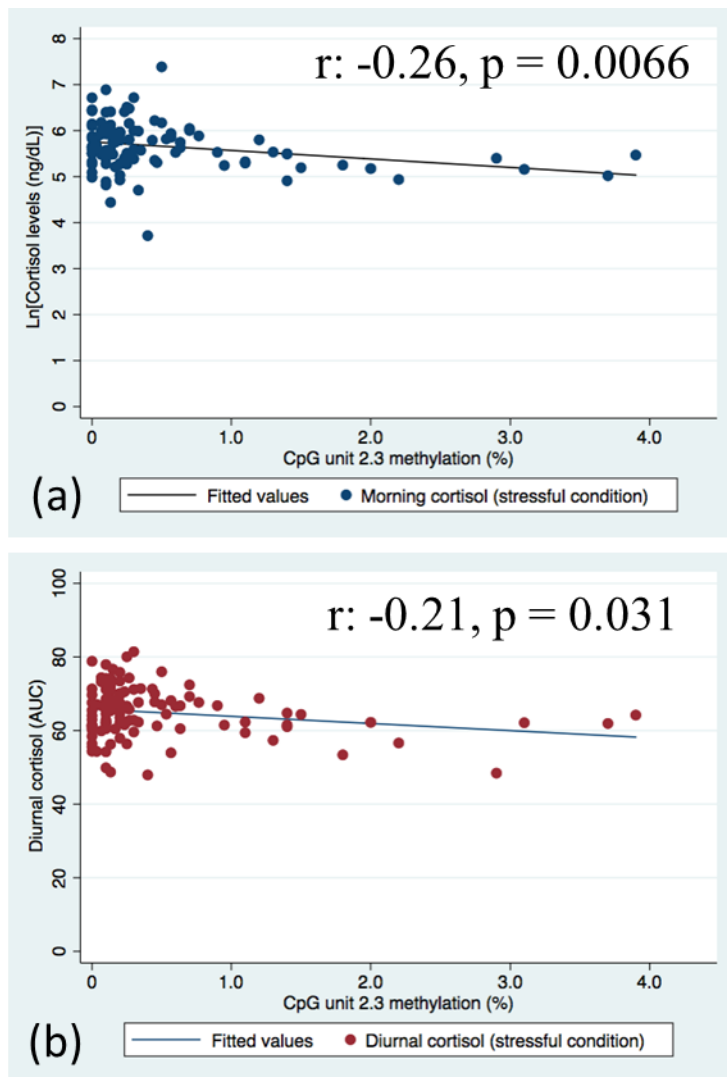 r: -0.26, p = 0.0066
8
7
6
5
4
3
2
1
0
Ln[Cortisol levels (ng/dL)]
0 1.0 2.0 3.0 4.0
CpG unit 2.3 methylation (%)
(a)
Fitted values Morning cortisol (stressful condition)
r: -0.21, p = 0.031
100
80
60
40
20
0
Diurnal cortisol (AUC)
0.0 1.0 2.0 3.0 4.0
CpG unit 2.3 methylation (%)
(b)
Fitted values Diurnal cortisol (stressful condition)